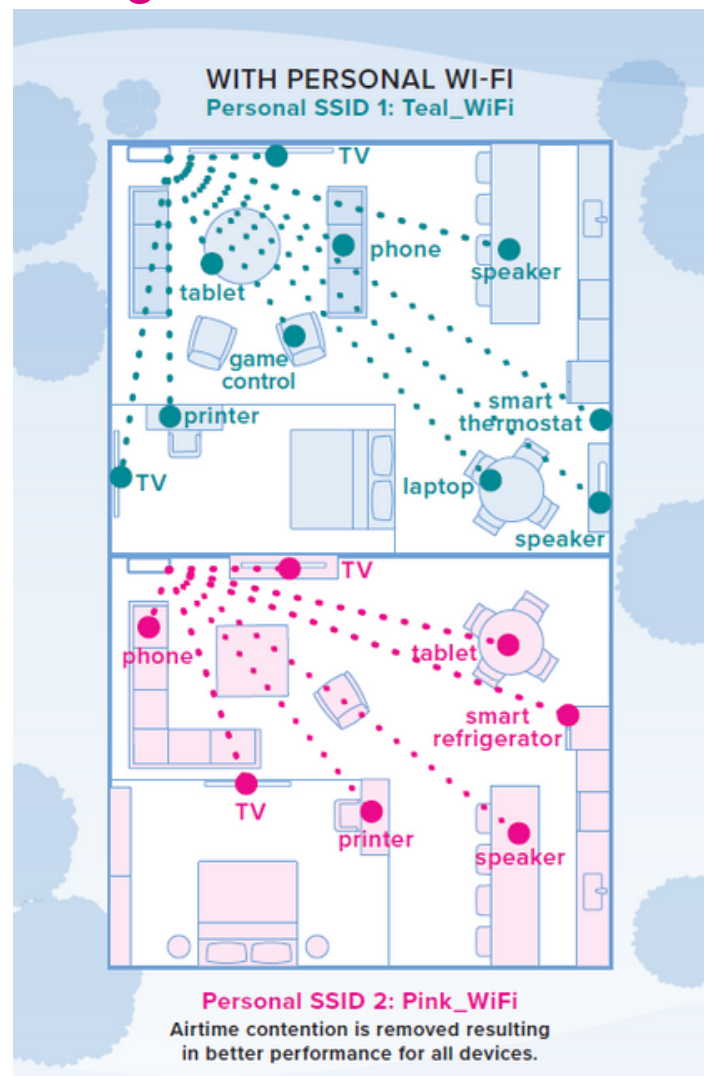 WITH PERSONAL WI-FI
Personal SSID 1: Teal_WiFi
TV
phone
speaker
tablet
game
control
smart
thermostat
printer
TV
laptop
speaker
TV
phone
tablet
smart
refrigerator
TV
printer
speaker
Personal SSID 2: Pink_WiFi
Airtime contention is removed resulting
in better performance for all devices.